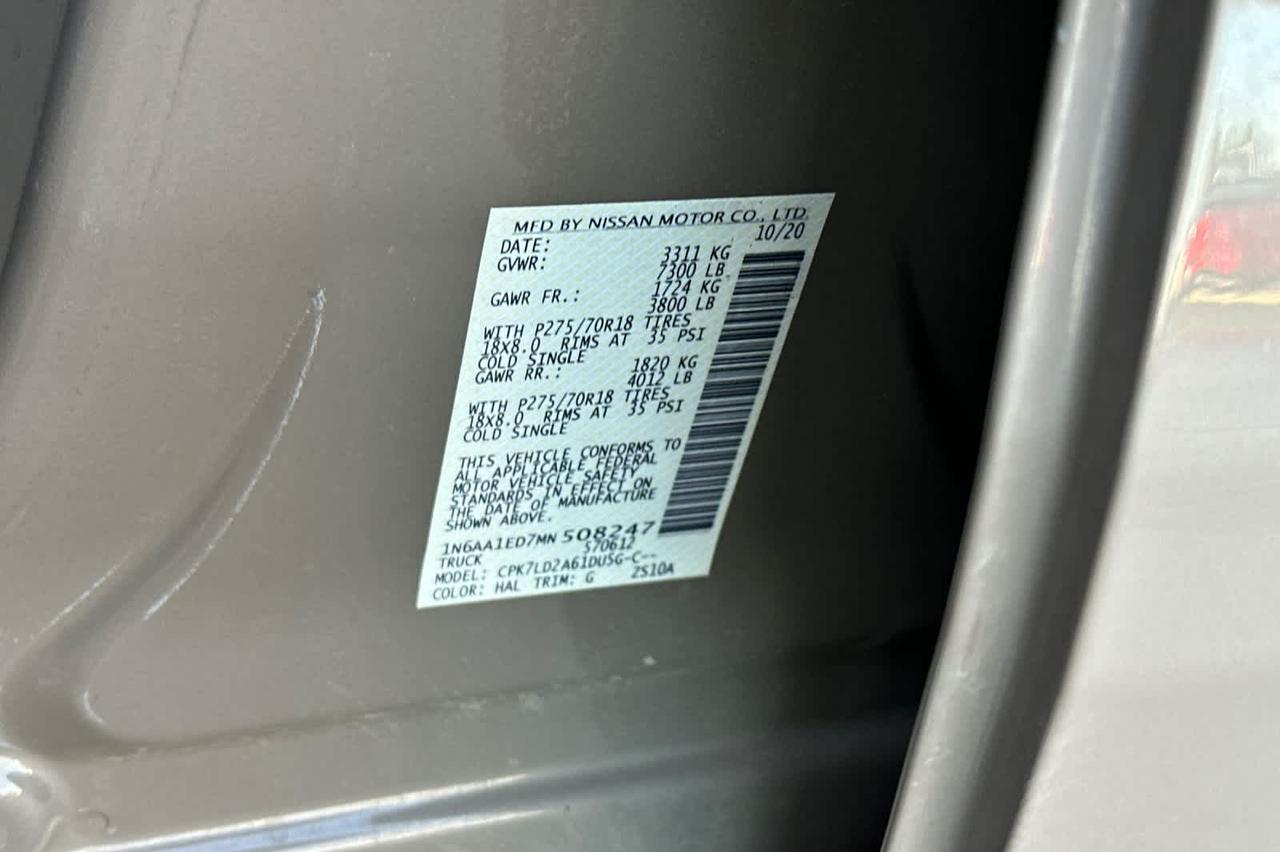 MFD BY NISSAN MOTOR CO., LTD.
DATE: 10/20
GVWR: 3311 KG
7300 LB
GAWR FR.: 1724 KG
3800 LB
WITH P275/70R18 TIRES
18X8.0 RIMS AT 35 PSI
COLD SINGLE
GAWR RR.: 1820 KG
4012 LB
WITH P275/70R18 TIRES
18X8.0 RIMS AT 35 PSI
COLD SINGLE
THIS VEHICLE CONFORMS TO
ALL APPLICABLE FEDERAL
MOTOR VEHICLE SAFETY
STANDARDS IN EFFECT ON
THE DATE OF MANUFACTURE
SHOWN ABOVE.
1N6AA1ED7MN 508247
TRUCK 570612
MODEL: CPK7LD2A61DU5G-C--
COLOR: HAL TRIM: G 2S10A